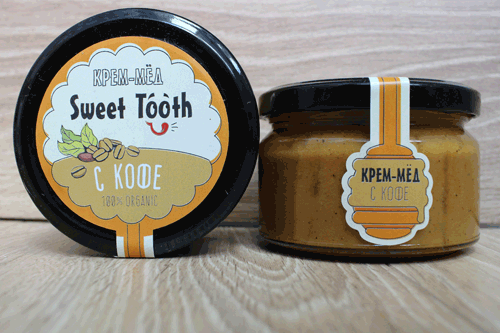 КРЕМ-МЁД
Sweet Tooth
С КОФЕ
100% ORGANIC
КРЕМ-МЁД
С КОФЕ